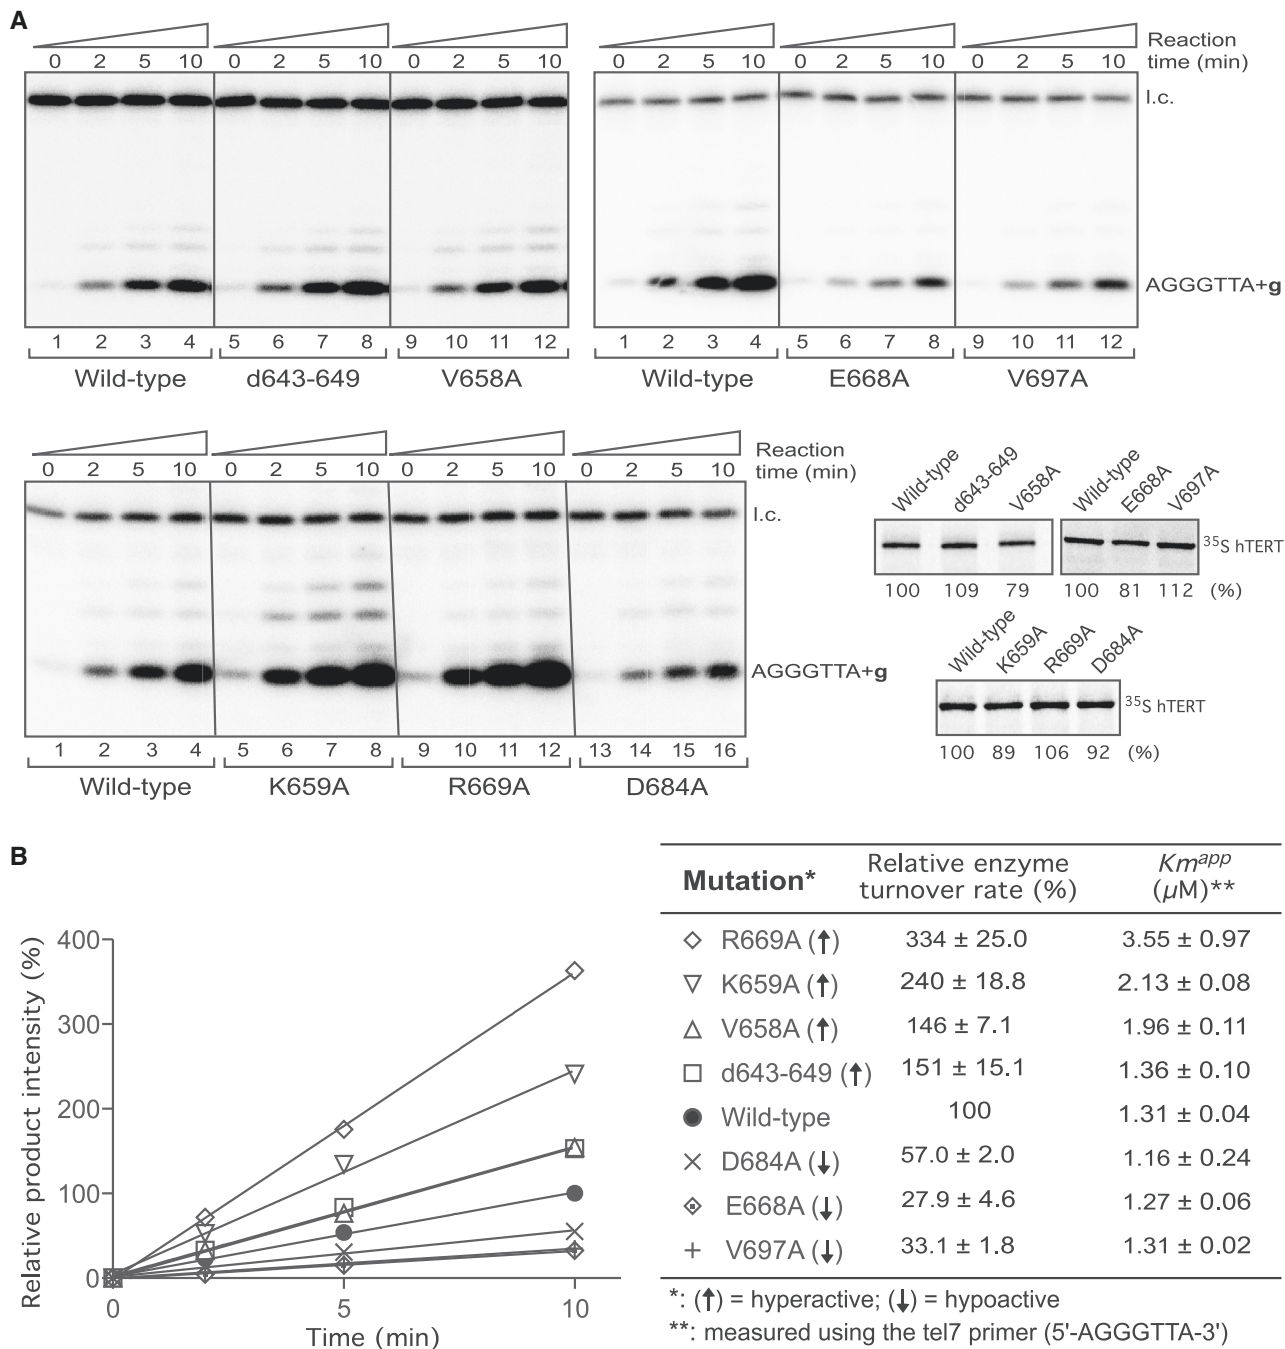 A
0 2 5 10 0 2 5 10 0 2 5 10
0 2 5 10 0 2 5 10 0 2 5 10
Reaction
time (min)
l.c.
AGGGTTA+g
1 2 3 4 5 6 7 8 9 10 11 12
Wild-type d643-649 V658A
1 2 3 4 5 6 7 8 9 10 11 12
Wild-type E668A V697A
0 2 5 10 0 2 5 10 0 2 5 10 0 2 5 10
Reaction
time (min)
l.c.
AGGGTTA+g
1 2 3 4 5 6 7 8 9 10 11 12 13 14 15 16
Wild-type K659A R669A D684A
Wild-type d643-649 V658A
Wild-type E668A V697A
35S hTERT
100 109 79
100 81 112 (%)
Wild-type K659A R669A D684A
35S hTERT
100 89 106 92 (%)
B
Relative product intensity (%)
400
300
200
100
0
0 5 10
Time (min)
Mutation* Relative enzyme turnover rate (%) Km^app (µM)**
R669A (↑) 334 ± 25.0 3.55 ± 0.97
K659A (↑) 240 ± 18.8 2.13 ± 0.08
V658A (↑) 146 ± 7.1 1.96 ± 0.11
d643-649 (↑) 151 ± 15.1 1.36 ± 0.10
Wild-type 100 1.31 ± 0.04
D684A (↓) 57.0 ± 2.0 1.16 ± 0.24
E668A (↓) 27.9 ± 4.6 1.27 ± 0.06
V697A (↓) 33.1 ± 1.8 1.31 ± 0.02
*: (↑) = hyperactive; (↓) = hypoactive
**: measured using the tel7 primer (5'-AGGGTTA-3')